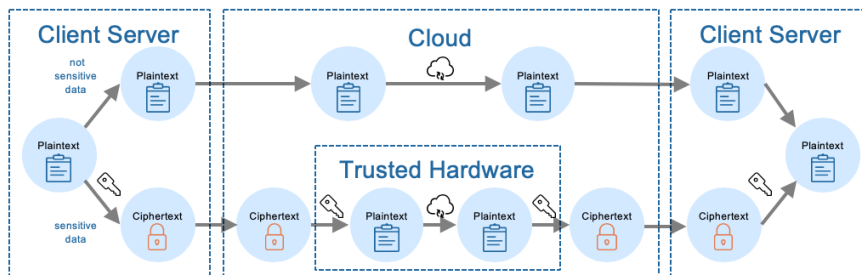 Client Server
Cloud
Client Server
not
sensitive
data
Plaintext
Plaintext
Plaintext
Plaintext
Plaintext
Plaintext
Trusted Hardware
sensitive
data
Ciphertext
Ciphertext
Plaintext
Plaintext
Ciphertext
Ciphertext